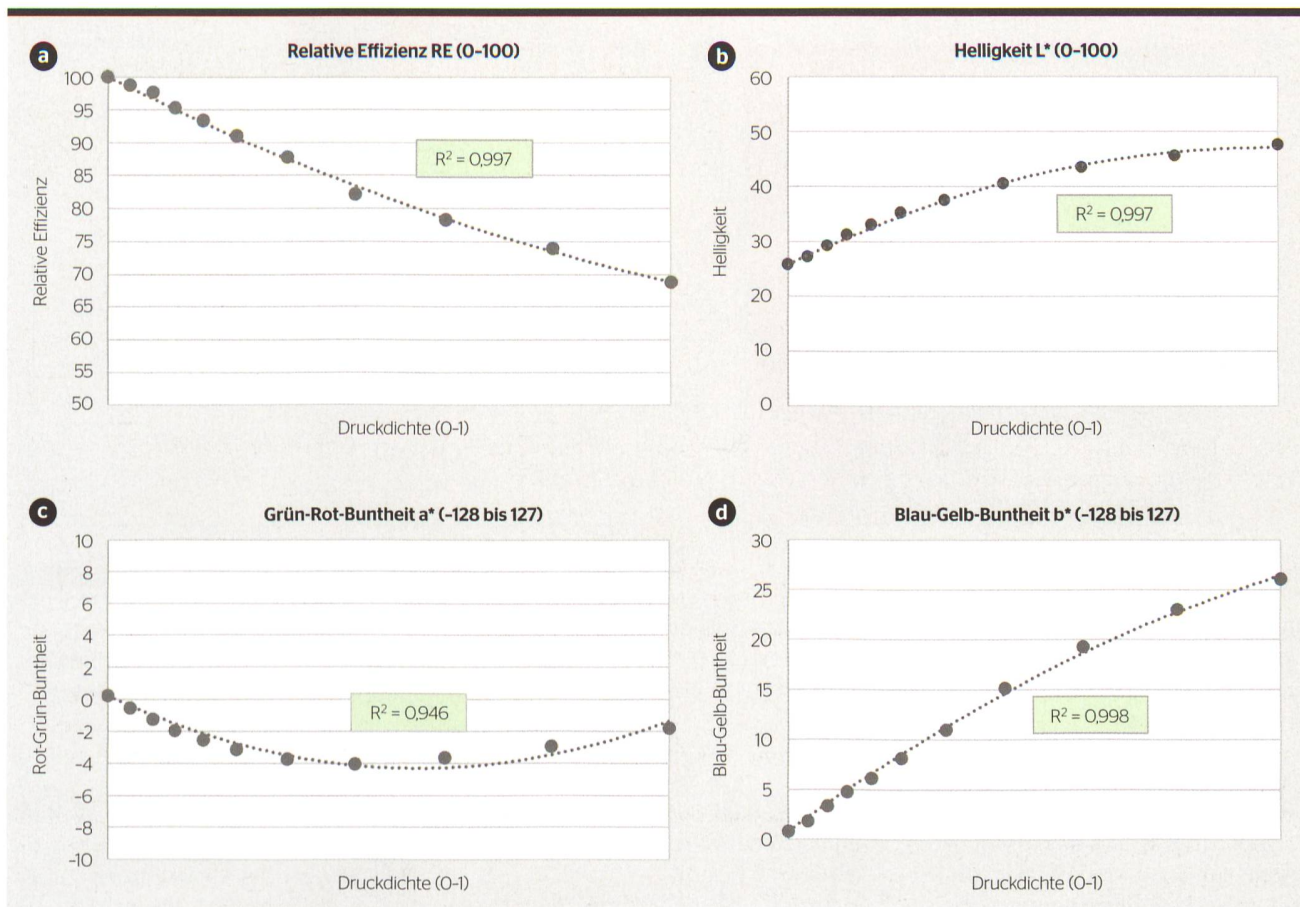 a
Relative Effizienz RE (0–100)
100
95
90
85
80
75
70
65
60
55
50
Relative Effizienz
R² = 0,997
Druckdichte (0–1)
b
Helligkeit L* (0–100)
60
50
40
30
20
10
0
Helligkeit
R² = 0,997
Druckdichte (0–1)
c
Grün-Rot-Buntheit a* (–128 bis 127)
10
8
6
4
2
0
-2
-4
-6
-8
-10
Rot-Grün-Buntheit
R² = 0,946
Druckdichte (0–1)
d
Blau-Gelb-Buntheit b* (–128 bis 127)
30
25
20
15
10
5
0
Blau-Gelb-Buntheit
R² = 0,998
Druckdichte (0–1)